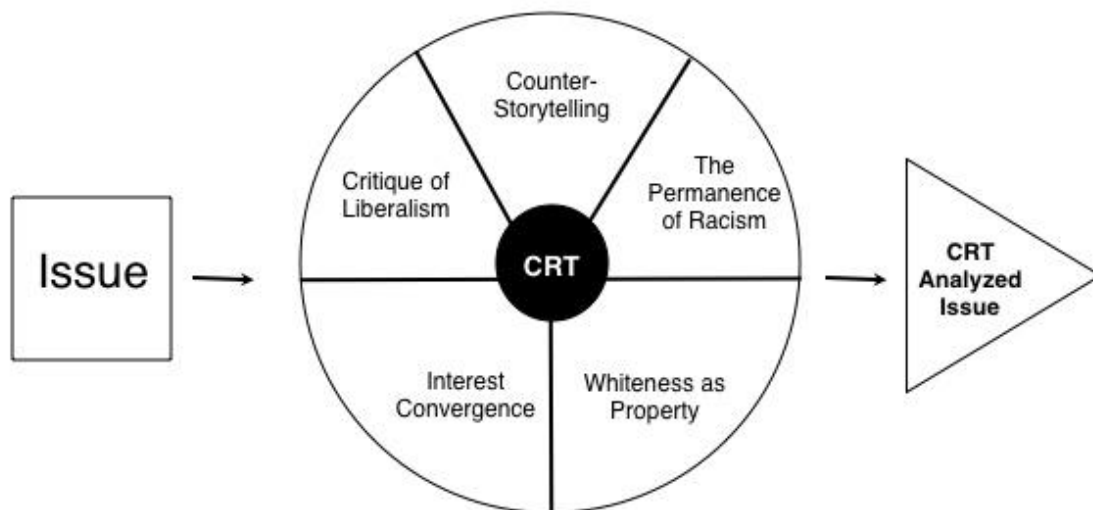 Issue
Counter-
Storytelling
Critique of
Liberalism
The
Permanence
of Racism
CRT
Interest
Convergence
Whiteness as
Property
CRT
Analyzed
Issue